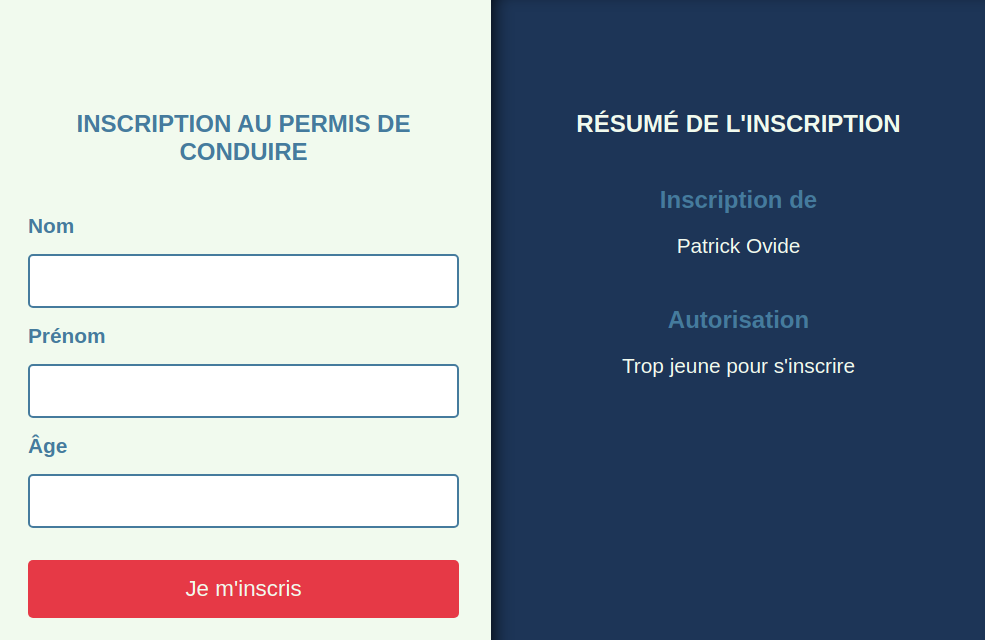 INSCRIPTION AU PERMIS DE
CONDUIRE
Nom
Prénom
Âge
Je m'inscris
RÉSUMÉ DE L'INSCRIPTION
Inscription de
Patrick Ovide
Autorisation
Trop jeune pour s'inscrire